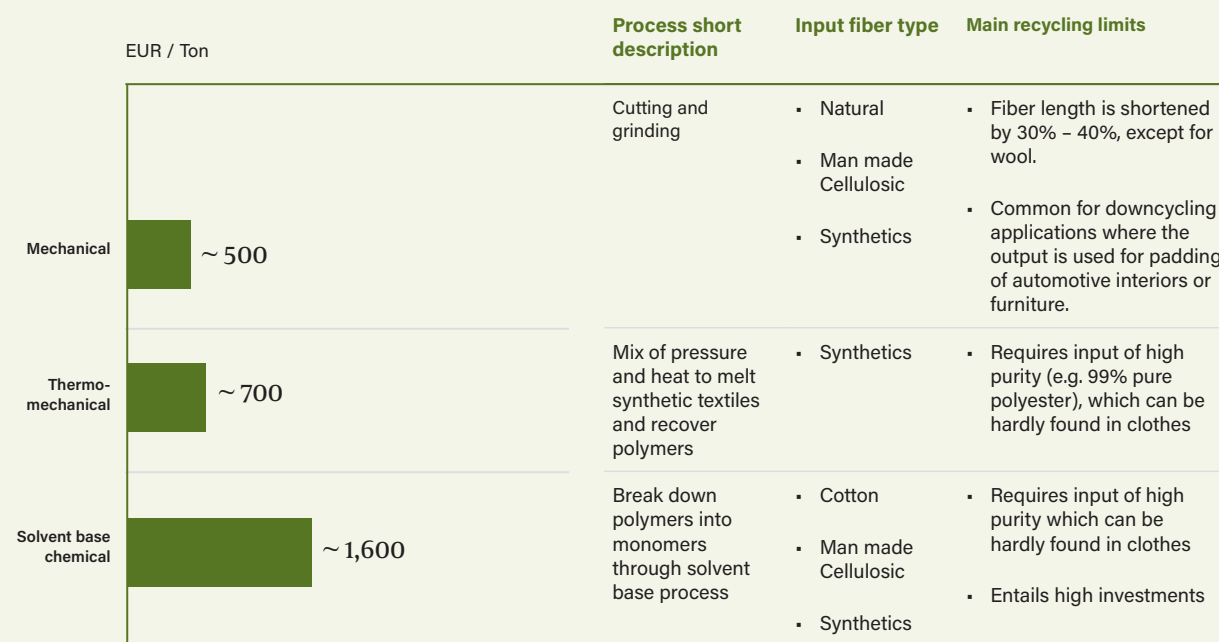 EUR / Ton
Process short
description
Input fiber type
Main recycling limits
Mechanical
~ 500
Cutting and
grinding
▪ Natural
▪ Man made
Cellulosic
▪ Synthetics
▪ Fiber length is shortened
by 30% – 40%, except for
wool.
▪ Common for downcycling
applications where the
output is used for padding
of automotive interiors or
furniture.
Thermo-
mechanical
~ 700
Mix of pressure
and heat to melt
synthetic textiles
and recover
polymers
▪ Synthetics
▪ Requires input of high
purity (e.g. 99% pure
polyester), which can be
hardly found in clothes
Solvent base
chemical
~ 1,600
Break down
polymers into
monomers
through solvent
base process
▪ Cotton
▪ Man made
Cellulosic
▪ Synthetics
▪ Requires input of high
purity which can be
hardly found in clothes
▪ Entails high investments